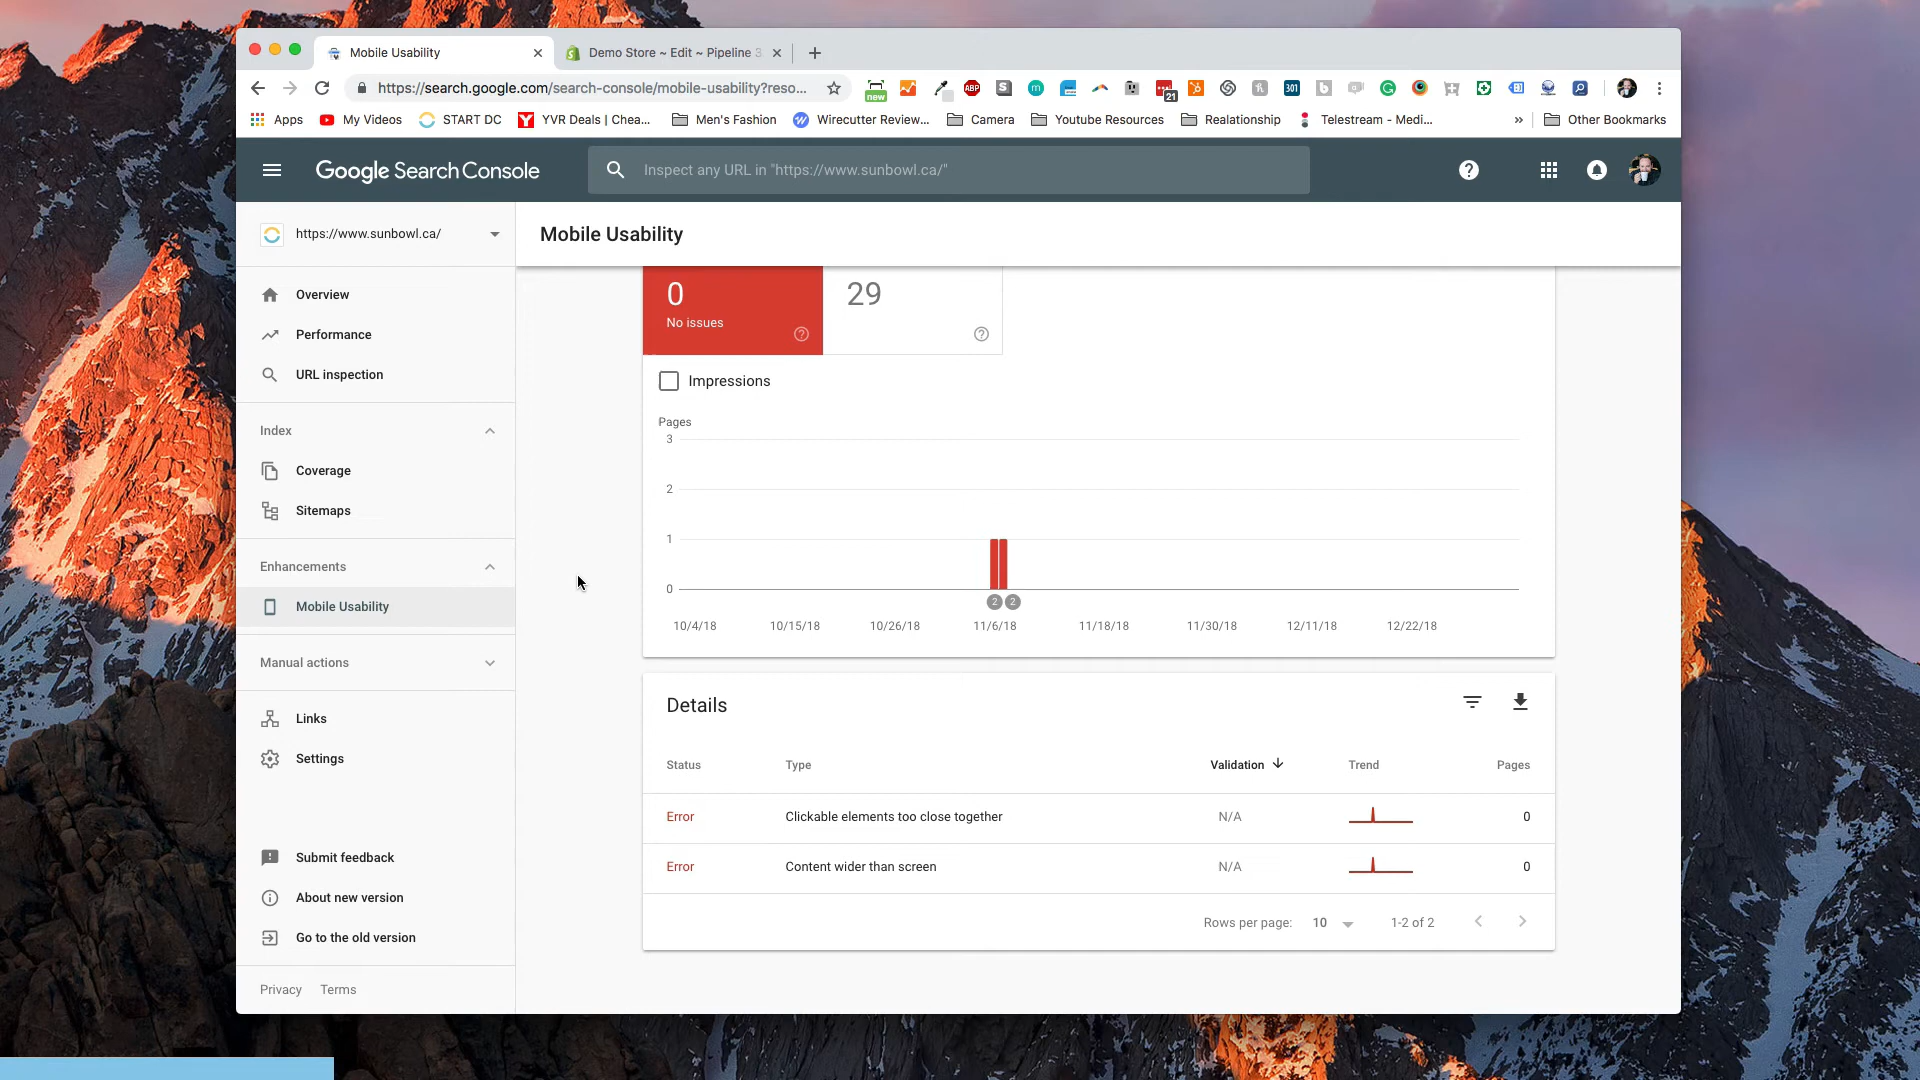 Mobile Usability
Demo Store ~ Edit ~ Pipeline 3
https://search.google.com/search-console/mobile-usability?reso...
new
ABP
S
m
21
301
b
Apps
My Videos
START DC
YVR Deals | Chea...
Men's Fashion
Wirecutter Review...
Camera
Youtube Resources
Realationship
Telestream - Medi...
»
Other Bookmarks
Google Search Console
Inspect any URL in "https://www.sunbowl.ca/"
https://www.sunbowl.ca/
Mobile Usability
Overview
Performance
URL inspection
Index
Coverage
Sitemaps
Enhancements
Mobile Usability
Manual actions
Links
Settings
Submit feedback
About new version
Go to the old version
Privacy Terms
0
No issues
29
Impressions
Pages
3
2
1
0
2 2
10/4/18 10/15/18 10/26/18 11/6/18 11/18/18 11/30/18 12/11/18 12/22/18
Details
Status Type Validation Trend Pages
Error Clickable elements too close together N/A 0
Error Content wider than screen N/A 0
Rows per page: 10 1-2 of 2